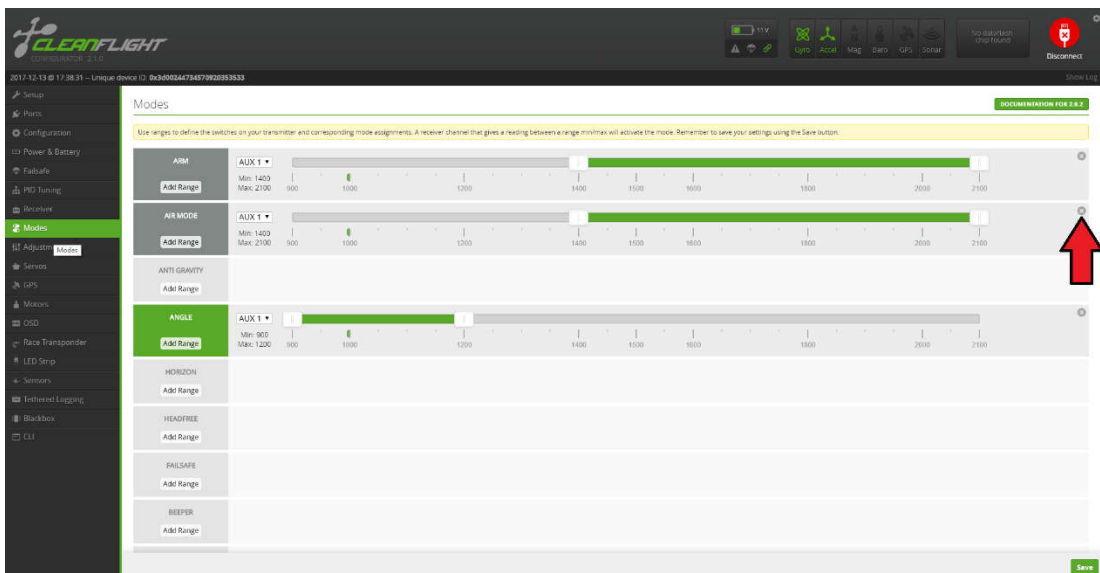 CLEANFLIGHT
CONFIGURATOR 2.1.0
11V
Gyro Accel Mag Baro GPS Sonar
No dataflash
chip found
Disconnect
2017-12-13 @ 17:38:31 -- Unique device ID: 0x3d0024473457092035353533
Show Log
Setup
Ports
Configuration
Power & Battery
Failsafe
PID Tuning
Receiver
Modes
Adjustm
Modes
Servos
GPS
Motors
OSD
Race Transponder
LED Strip
Sensors
Tethered Logging
Blackbox
CLI
Modes
DOCUMENTATION FOR 2.0.2
Use ranges to define the switches on your transmitter and corresponding mode assignments. A receiver channel that gives a reading between a range min/max will activate the mode. Remember to save your settings using the Save button.
ARM
Add Range
AUX 1
Min: 1400
Max: 2100
900 1000 1200 1400 1500 1600 1800 2000 2100
AIR MODE
Add Range
AUX 1
Min: 1400
Max: 2100
900 1000 1200 1400 1500 1600 1800 2000 2100
ANTI GRAVITY
Add Range
ANGLE
Add Range
AUX 1
Min: 900
Max: 1200
900 1000 1200 1400 1500 1600 1800 2000 2100
HORIZON
Add Range
HEADFREE
Add Range
FAILSAFE
Add Range
BEEPER
Add Range
Save